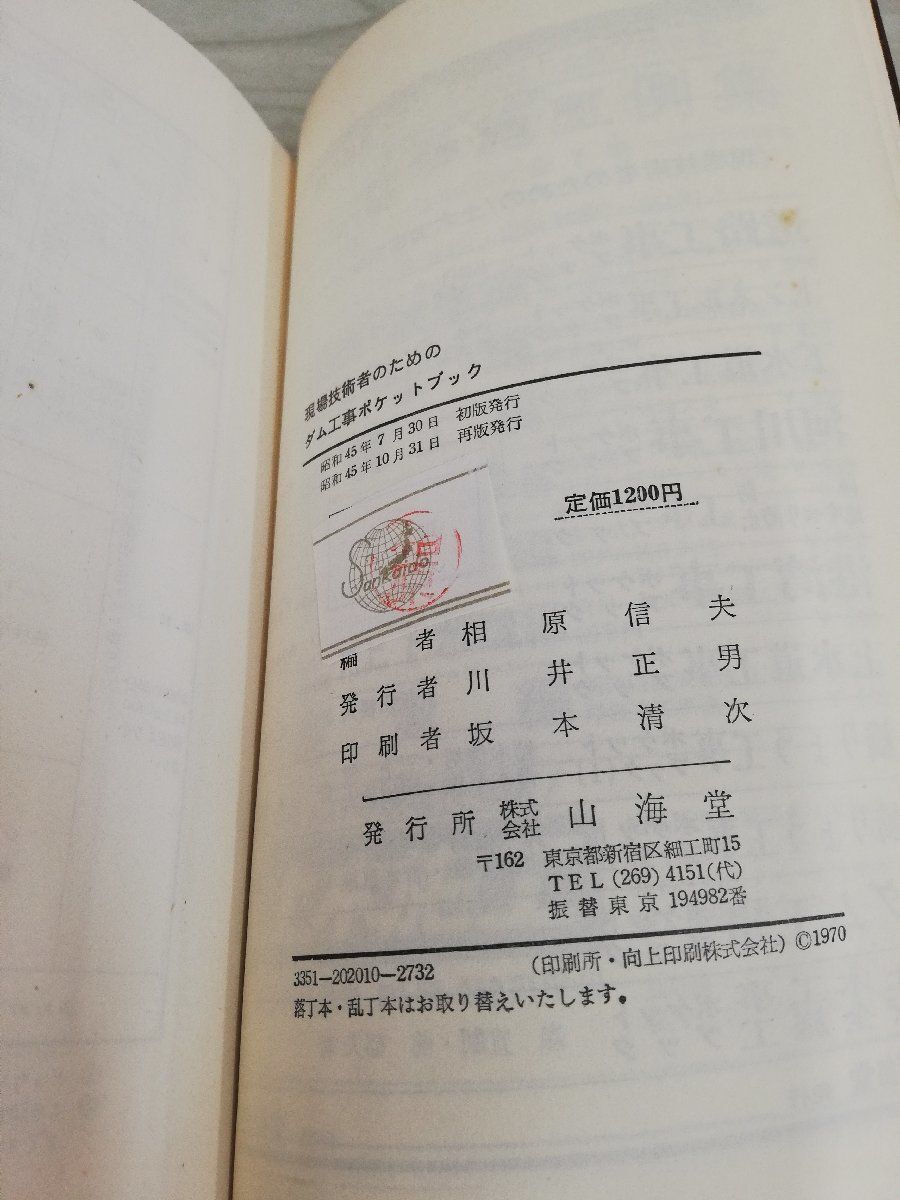 現場技術者のための
ダム工事ポケットブック
昭和45年7月30日 初版発行
昭和45年10月31日 再版発行
定価1200円
Sankaido
編者 相原信夫
発行者 川井正男
印刷者 坂本清次
発行所 株式会社 山海堂
〒162 東京都新宿区細工町15
TEL (269) 4151(代)
振替東京 194982番
(印刷所・向上印刷株式会社) ©1970
3351-202010-2732
落丁本・乱丁本はお取り替えいたします。